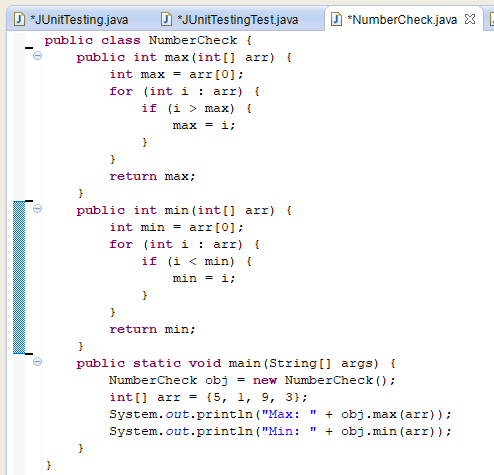 *JUnitTesting.java *JUnitTestingTest.java *NumberCheck.java
public class NumberCheck {
    public int max(int[] arr) {
        int max = arr[0];
        for (int i : arr) {
            if (i > max) {
                max = i;
            }
        }
        return max;
    }
    public int min(int[] arr) {
        int min = arr[0];
        for (int i : arr) {
            if (i < min) {
                min = i;
            }
        }
        return min;
    }
    public static void main(String[] args) {
        NumberCheck obj = new NumberCheck();
        int[] arr = {5, 1, 9, 3};
        System.out.println("Max: " + obj.max(arr));
        System.out.println("Min: " + obj.min(arr));
    }
}